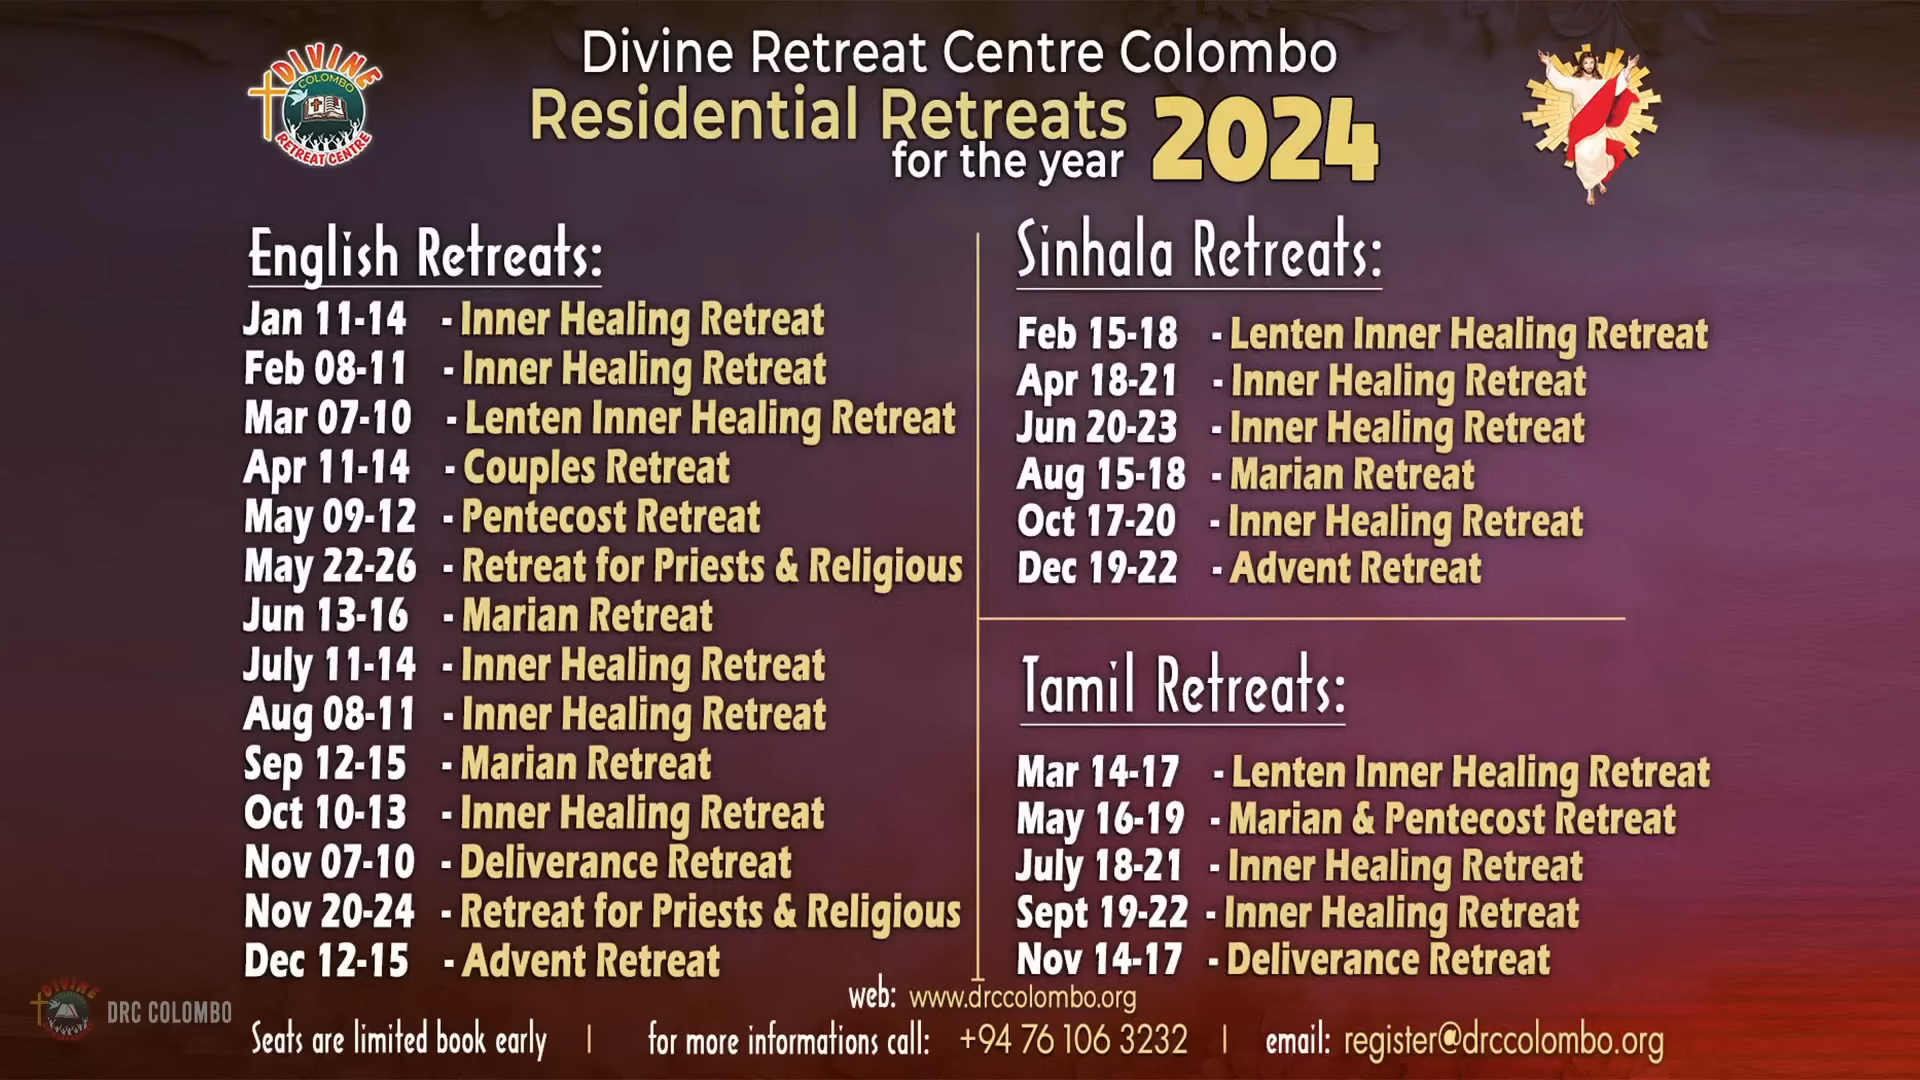 DIVINE
COLOMBO
RETREAT CENTRE
Divine Retreat Centre Colombo
Residential Retreats 2024
for the year
English Retreats:
Jan 11-14 - Inner Healing Retreat
Feb 08-11 - Inner Healing Retreat
Mar 07-10 - Lenten Inner Healing Retreat
Apr 11-14 - Couples Retreat
May 09-12 - Pentecost Retreat
May 22-26 - Retreat for Priests & Religious
Jun 13-16 - Marian Retreat
July 11-14 - Inner Healing Retreat
Aug 08-11 - Inner Healing Retreat
Sep 12-15 - Marian Retreat
Oct 10-13 - Inner Healing Retreat
Nov 07-10 - Deliverance Retreat
Nov 20-24 - Retreat for Priests & Religious
Dec 12-15 - Advent Retreat
Sinhala Retreats:
Feb 15-18 - Lenten Inner Healing Retreat
Apr 18-21 - Inner Healing Retreat
Jun 20-23 - Inner Healing Retreat
Aug 15-18 - Marian Retreat
Oct 17-20 - Inner Healing Retreat
Dec 19-22 - Advent Retreat
Tamil Retreats:
Mar 14-17 - Lenten Inner Healing Retreat
May 16-19 - Marian & Pentecost Retreat
July 18-21 - Inner Healing Retreat
Sept 19-22 - Inner Healing Retreat
Nov 14-17 - Deliverance Retreat
web: www.drccolombo.org
DIVINE
DRC COLOMBO
Seats are limited book early | for more informations call: +94 76 106 3232 | email: register@drccolombo.org